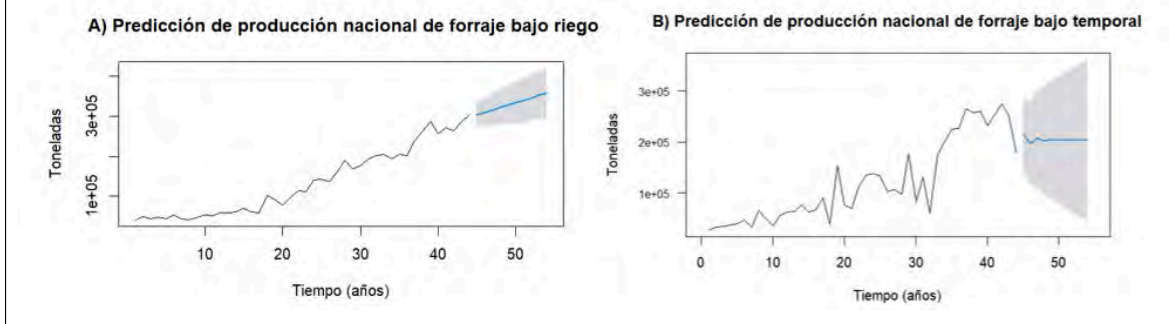 A) Predicción de producción nacional de forraje bajo riego
Toneladas
3e+05
1e+05
10 20 30 40 50
Tiempo (años)
B) Predicción de producción nacional de forraje bajo temporal
Toneladas
3e+05
2e+05
1e+05
0 10 20 30 40 50
Tiempo (años)